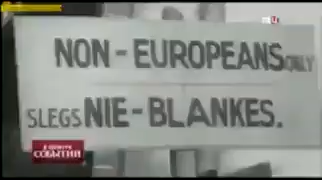 NON-EUROPEANS ONLY
SLEGS NIE-BLANKES.
В ЦЕНТРЕ
СОБЫТИЙ